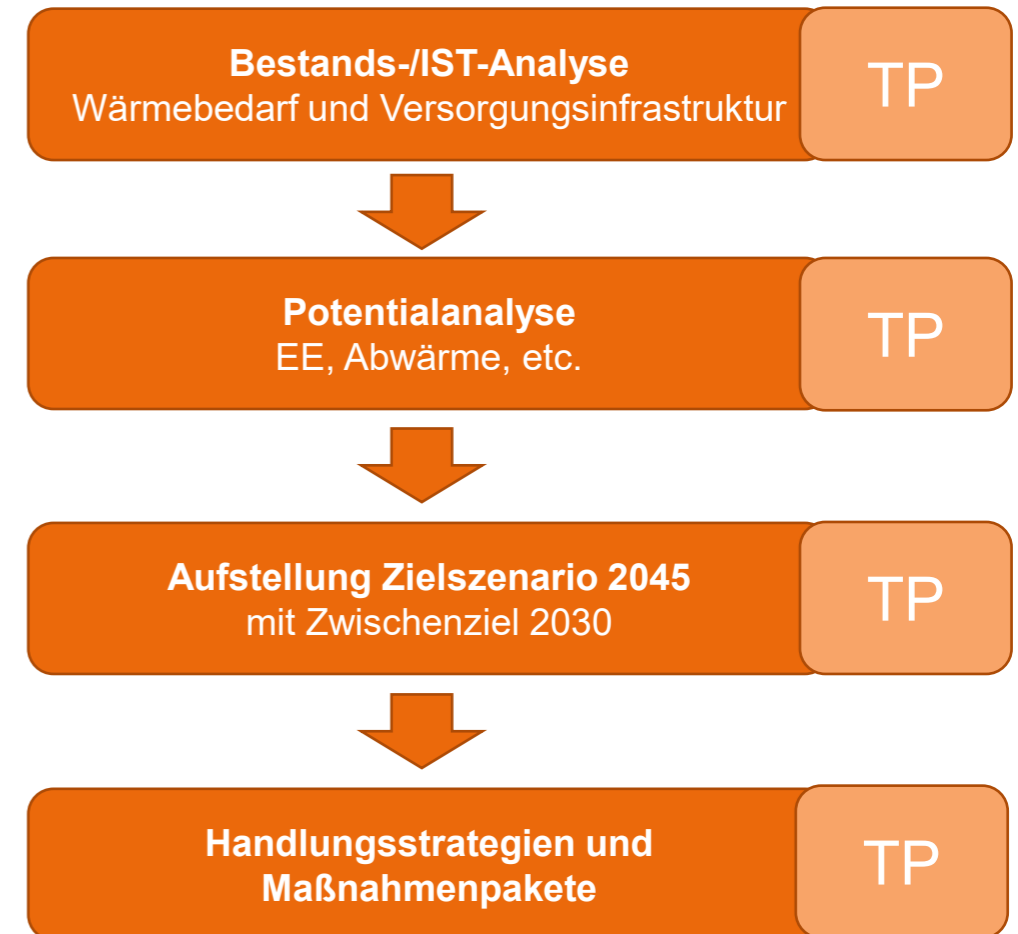 Bestands-/IST-Analyse
Wärmebedarf und Versorgungsinfrastruktur
TP
Potentialanalyse
EE, Abwärme, etc.
TP
Aufstellung Zielszenario 2045
mit Zwischenziel 2030
TP
Handlungsstrategien und
Maßnahmenpakete
TP